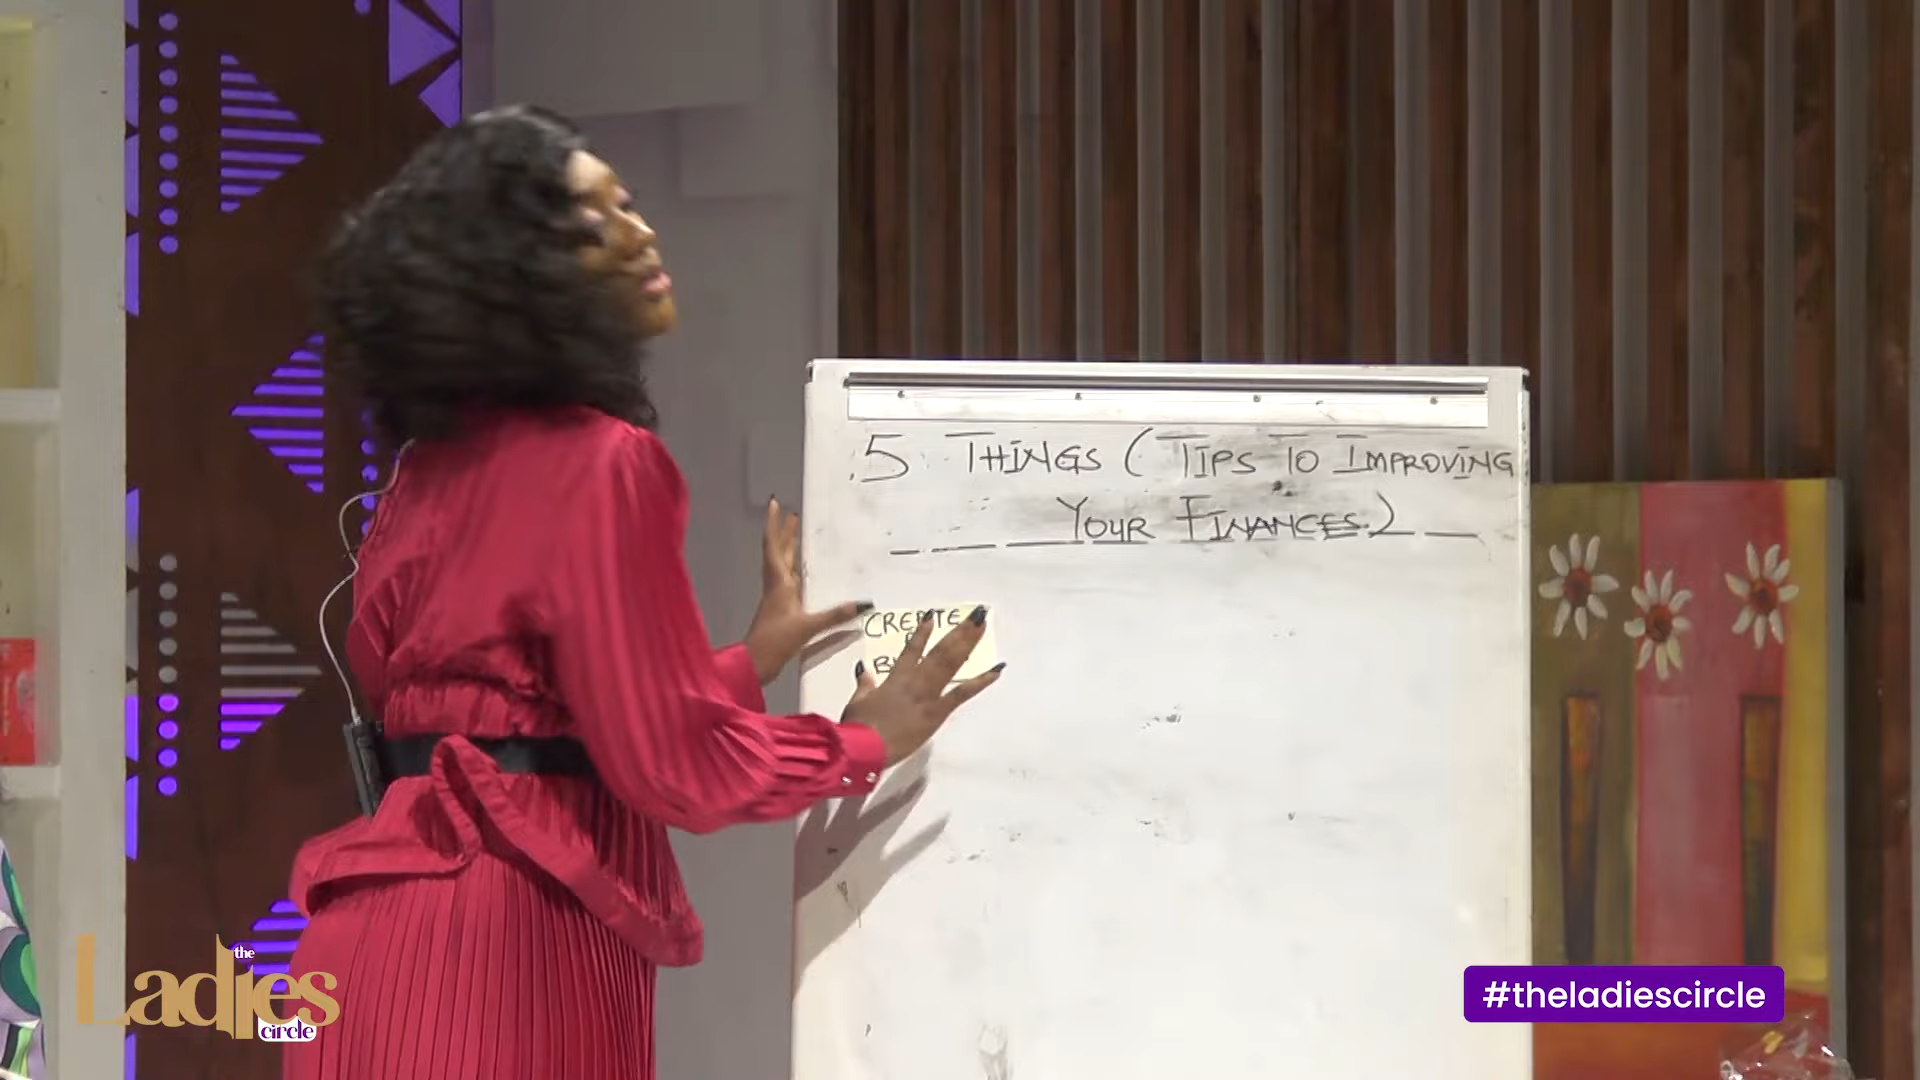 5 THINGS ( TIPS TO IMPROVING
YOUR FINANCES.)
CREATE
the
Ladies
circle
#theladiescircle